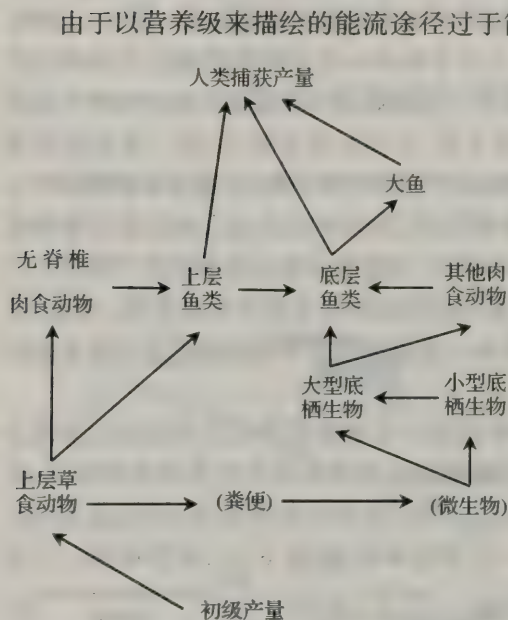 由于以营养级来描绘的能流途径过于
人类捕获产量
大鱼
无脊椎
肉食动物
上层
鱼类
底层
鱼类
其他肉
食动物
大型底
栖生物
小型底
栖生物
上层草
食动物
(粪便)
(微生物)
初级产量